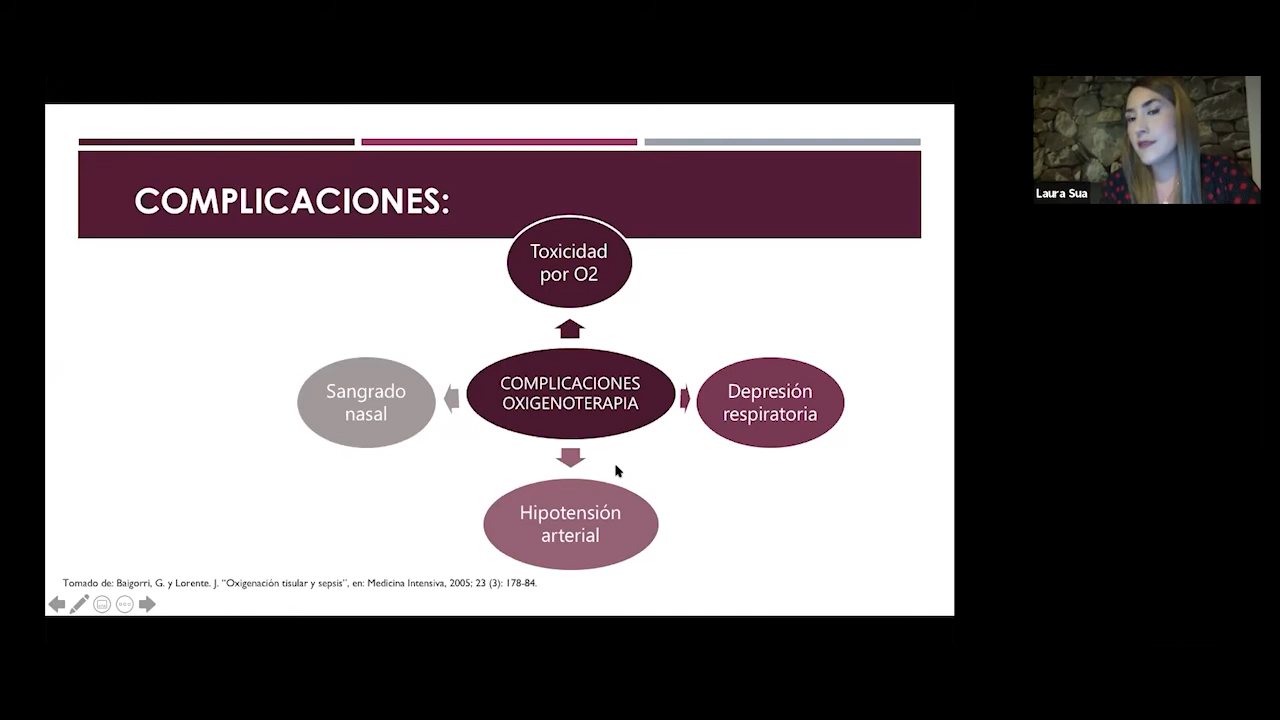 COMPLICACIONES:
Toxicidad
por O2
Sangrado
nasal
COMPLICACIONES
OXIGENOTERAPIA
Depresión
respiratoria
Hipotensión
arterial
Tomado de: Baigorri, G. y Lorente. J. "Oxigenación tisular y sepsis", en: Medicina Intensiva, 2005; 23 (3): 178-84.
Laura Sua